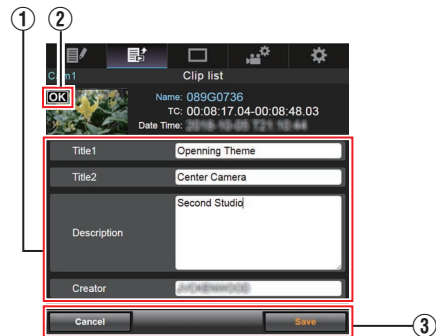 ① ②
Cam1 Clip list
OK
Name: 089G0736
TC: 00:08:17.04-00:08:48.03
Date Time:
Title1 Openning Theme
Title2 Center Camera
Second Studio
Description
Creator
Cancel Save
③